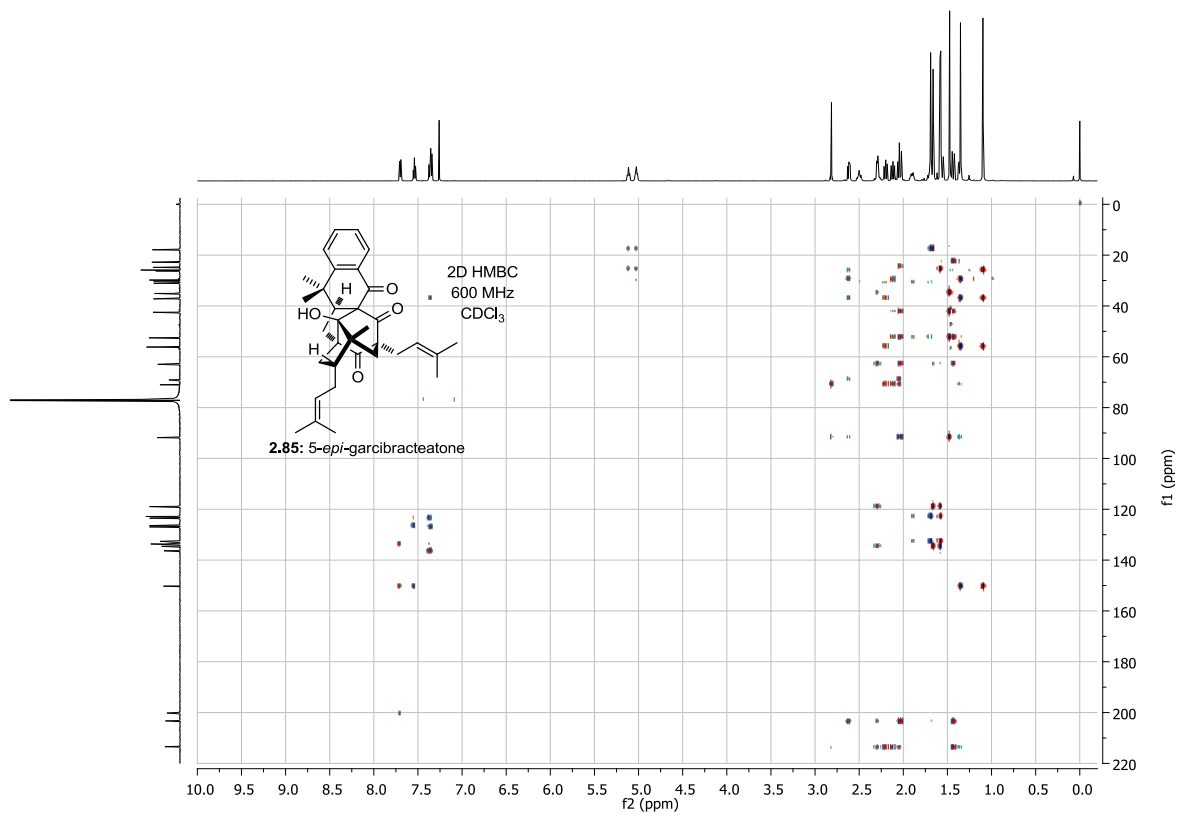 2D HMBC
600 MHz
CDCl₃
H
O
HO
O
H
O
2.85: 5-epi-garcibracteatone
0
20
40
60
80
100
120
140
160
180
200
220
f1 (ppm)
10.0 9.5 9.0 8.5 8.0 7.5 7.0 6.5 6.0 5.5 5.0 4.5 4.0 3.5 3.0 2.5 2.0 1.5 1.0 0.5 0.0
f2 (ppm)